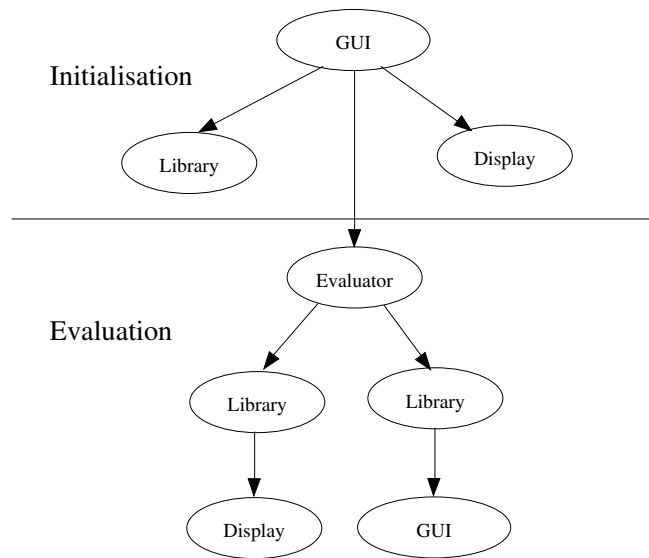 GUI
Initialisation
Library
Display
Evaluator
Evaluation
Library
Library
Display
GUI